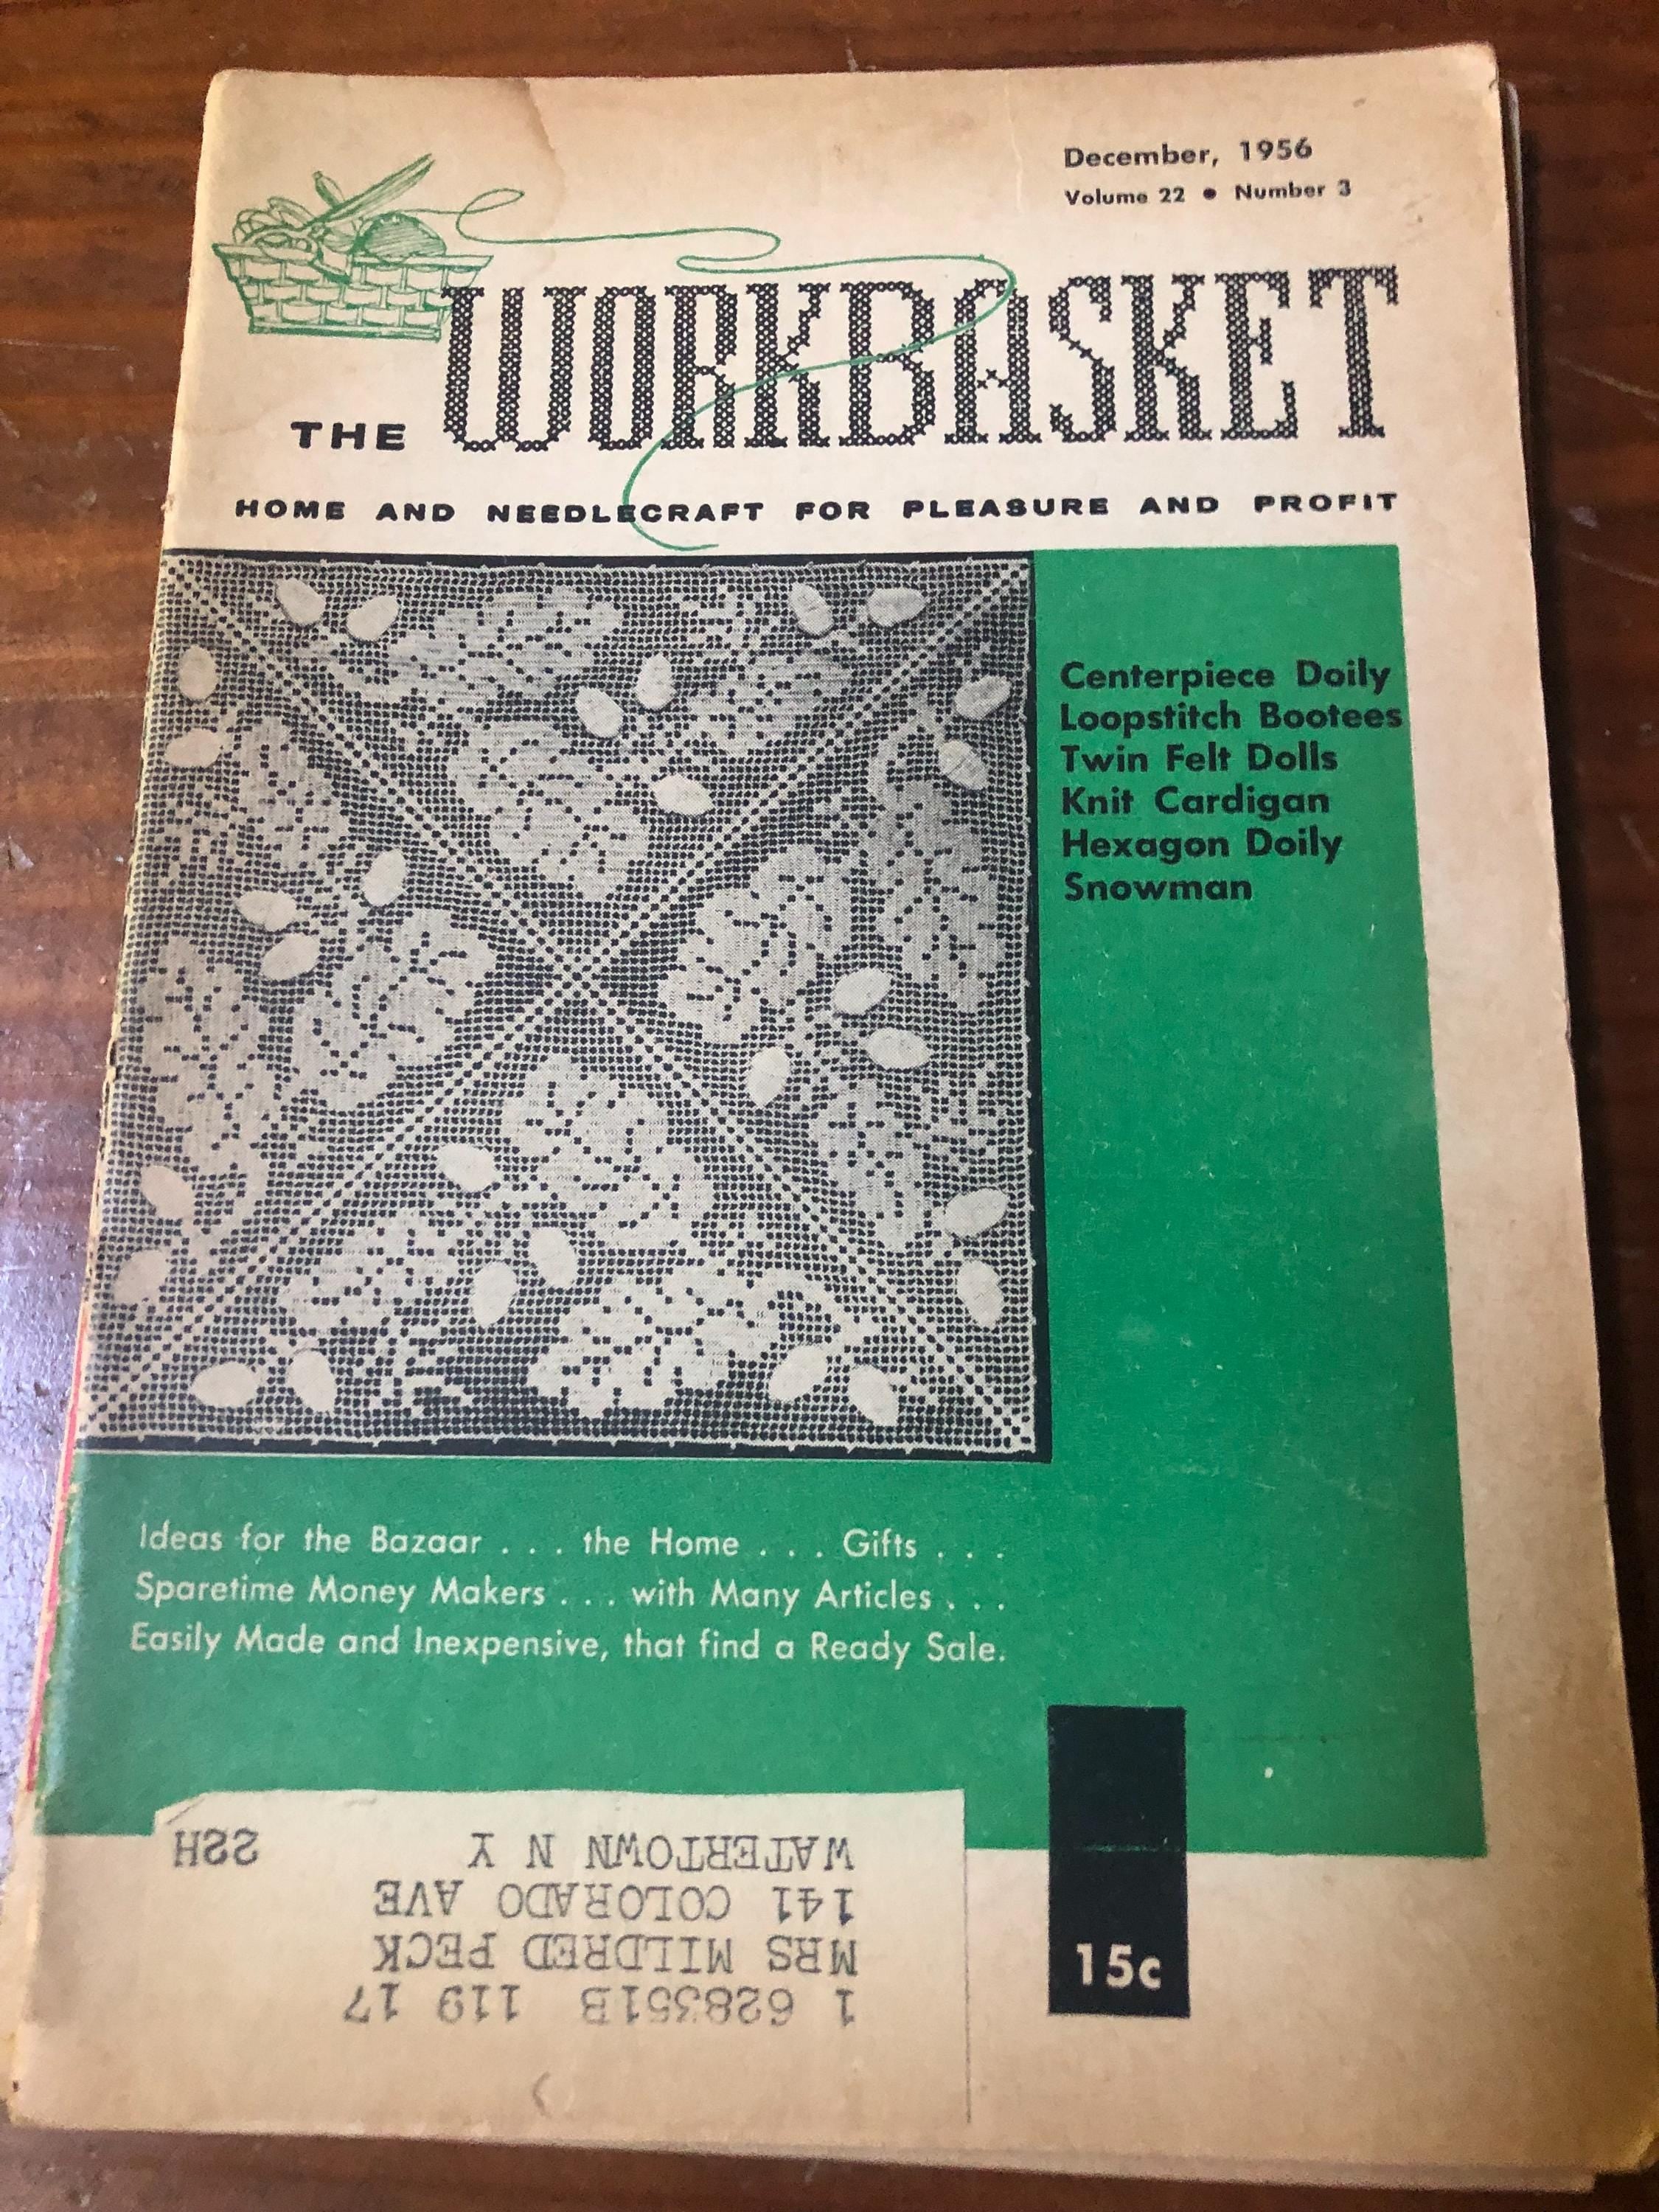 December, 1956
Volume 22 • Number 3
THE WORKBASKET
HOME AND NEEDLECRAFT FOR PLEASURE AND PROFIT
Centerpiece Doily
Loopstitch Bootees
Twin Felt Dolls
Knit Cardigan
Hexagon Doily
Snowman
Ideas for the Bazaar . . . the Home . . . Gifts . . .
Sparetime Money Makers . . . with Many Articles . . .
Easily Made and Inexpensive, that find a Ready Sale.
15c
1 628351B 119 17
MRS MILDRED PECK
141 COLORADO AVE
WATERTOWN N Y 22H